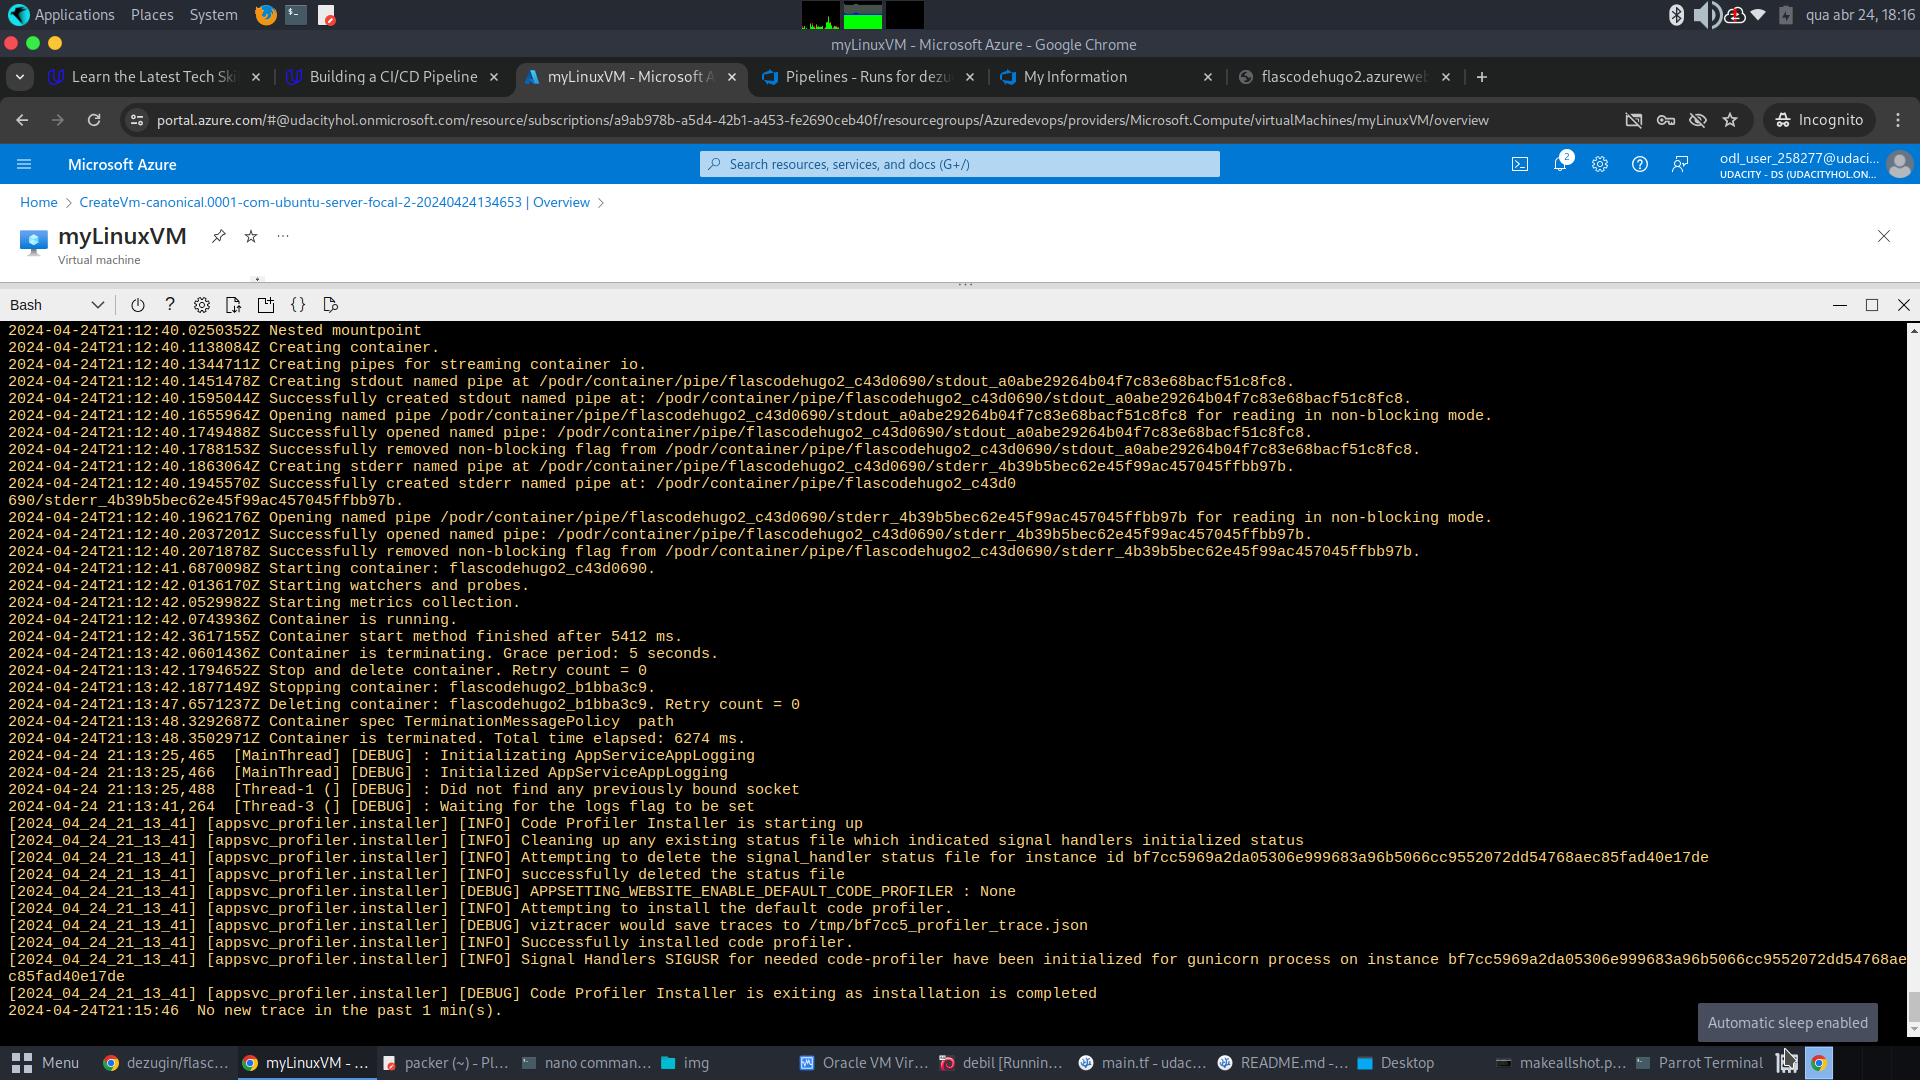 Applications Places System
qua abr 24, 18:16
myLinuxVM - Microsoft Azure - Google Chrome
Learn the Latest Tech Ski
Building a CI/CD Pipeline
myLinuxVM - Microsoft A
Pipelines - Runs for dezu
My Information
flascodehugo2.azureweb
portal.azure.com/#@udacityhol.onmicrosoft.com/resource/subscriptions/a9ab978b-a5d4-42b1-a453-fe2690ceb40f/resourcegroups/Azuredevops/providers/Microsoft.Compute/virtualMachines/myLinuxVM/overview
Incognito
Microsoft Azure
Search resources, services, and docs (G+/)
2
odl_user_258277@udaci...
UDACITY - DS (UDACITYHOL.ON...
Home > CreateVm-canonical.0001-com-ubuntu-server-focal-2-20240424134653 | Overview >
myLinuxVM
Virtual machine
Bash
2024-04-24T21:12:40.0250352Z Nested mountpoint
2024-04-24T21:12:40.1138084Z Creating container.
2024-04-24T21:12:40.1344711Z Creating pipes for streaming container io.
2024-04-24T21:12:40.1451478Z Creating stdout named pipe at /podr/container/pipe/flascodehugo2_c43d0690/stdout_a0abe29264b04f7c83e68bacf51c8fc8.
2024-04-24T21:12:40.1595044Z Successfully created stdout named pipe at: /podr/container/pipe/flascodehugo2_c43d0690/stdout_a0abe29264b04f7c83e68bacf51c8fc8.
2024-04-24T21:12:40.1655964Z Opening named pipe /podr/container/pipe/flascodehugo2_c43d0690/stdout_a0abe29264b04f7c83e68bacf51c8fc8 for reading in non-blocking mode.
2024-04-24T21:12:40.1749488Z Successfully opened named pipe: /podr/container/pipe/flascodehugo2_c43d0690/stdout_a0abe29264b04f7c83e68bacf51c8fc8.
2024-04-24T21:12:40.1788153Z Successfully removed non-blocking flag from /podr/container/pipe/flascodehugo2_c43d0690/stdout_a0abe29264b04f7c83e68bacf51c8fc8.
2024-04-24T21:12:40.1863064Z Creating stderr named pipe at /podr/container/pipe/flascodehugo2_c43d0690/stderr_4b39b5bec62e45f99ac457045ffbb97b.
2024-04-24T21:12:40.1945570Z Successfully created stderr named pipe at: /podr/container/pipe/flascodehugo2_c43d0
690/stderr_4b39b5bec62e45f99ac457045ffbb97b.
2024-04-24T21:12:40.1962176Z Opening named pipe /podr/container/pipe/flascodehugo2_c43d0690/stderr_4b39b5bec62e45f99ac457045ffbb97b for reading in non-blocking mode.
2024-04-24T21:12:40.2037201Z Successfully opened named pipe: /podr/container/pipe/flascodehugo2_c43d0690/stderr_4b39b5bec62e45f99ac457045ffbb97b.
2024-04-24T21:12:40.2071878Z Successfully removed non-blocking flag from /podr/container/pipe/flascodehugo2_c43d0690/stderr_4b39b5bec62e45f99ac457045ffbb97b.
2024-04-24T21:12:41.6870098Z Starting container: flascodehugo2_c43d0690.
2024-04-24T21:12:42.0136170Z Starting watchers and probes.
2024-04-24T21:12:42.0529982Z Starting metrics collection.
2024-04-24T21:12:42.0743936Z Container is running.
2024-04-24T21:12:42.3617155Z Container start method finished after 5412 ms.
2024-04-24T21:13:42.0601436Z Container is terminating. Grace period: 5 seconds.
2024-04-24T21:13:42.1794652Z Stop and delete container. Retry count = 0
2024-04-24T21:13:42.1877149Z Stopping container: flascodehugo2_b1bba3c9.
2024-04-24T21:13:47.6571237Z Deleting container: flascodehugo2_b1bba3c9. Retry count = 0
2024-04-24T21:13:48.3292687Z Container spec TerminationMessagePolicy  path
2024-04-24T21:13:48.3502971Z Container is terminated. Total time elapsed: 6274 ms.
2024-04-24 21:13:25,465  [MainThread] [DEBUG] : Initializating AppServiceAppLogging
2024-04-24 21:13:25,466  [MainThread] [DEBUG] : Initialized AppServiceAppLogging
2024-04-24 21:13:25,488  [Thread-1 (] [DEBUG] : Did not find any previously bound socket
2024-04-24 21:13:41,264  [Thread-3 (] [DEBUG] : Waiting for the logs flag to be set
[2024_04_24_21_13_41] [appsvc_profiler.installer] [INFO] Code Profiler Installer is starting up
[2024_04_24_21_13_41] [appsvc_profiler.installer] [INFO] Cleaning up any existing status file which indicated signal handlers initialized status
[2024_04_24_21_13_41] [appsvc_profiler.installer] [INFO] Attempting to delete the signal_handler status file for instance id bf7cc5969a2da05306e999683a96b5066cc9552072dd54768aec85fad40e17de
[2024_04_24_21_13_41] [appsvc_profiler.installer] [INFO] successfully deleted the status file
[2024_04_24_21_13_41] [appsvc_profiler.installer] [DEBUG] APPSETTING_WEBSITE_ENABLE_DEFAULT_CODE_PROFILER : None
[2024_04_24_21_13_41] [appsvc_profiler.installer] [INFO] Attempting to install the default code profiler.
[2024_04_24_21_13_41] [appsvc_profiler.installer] [DEBUG] viztracer would save traces to /tmp/bf7cc5_profiler_trace.json
[2024_04_24_21_13_41] [appsvc_profiler.installer] [INFO] Successfully installed code profiler.
[2024_04_24_21_13_41] [appsvc_profiler.installer] [INFO] Signal Handlers SIGUSR for needed code-profiler have been initialized for gunicorn process on instance bf7cc5969a2da05306e999683a96b5066cc9552072dd54768ae
c85fad40e17de
[2024_04_24_21_13_41] [appsvc_profiler.installer] [DEBUG] Code Profiler Installer is exiting as installation is completed
2024-04-24T21:15:46  No new trace in the past 1 min(s).
Automatic sleep enabled
Menu
dezugin/flasc...
myLinuxVM - ...
packer (~) - Pl...
nano comman...
img
Oracle VM Vir...
debil [Runnin...
main.tf - udac...
README.md -...
Desktop
makeallshot.p...
Parrot Terminal